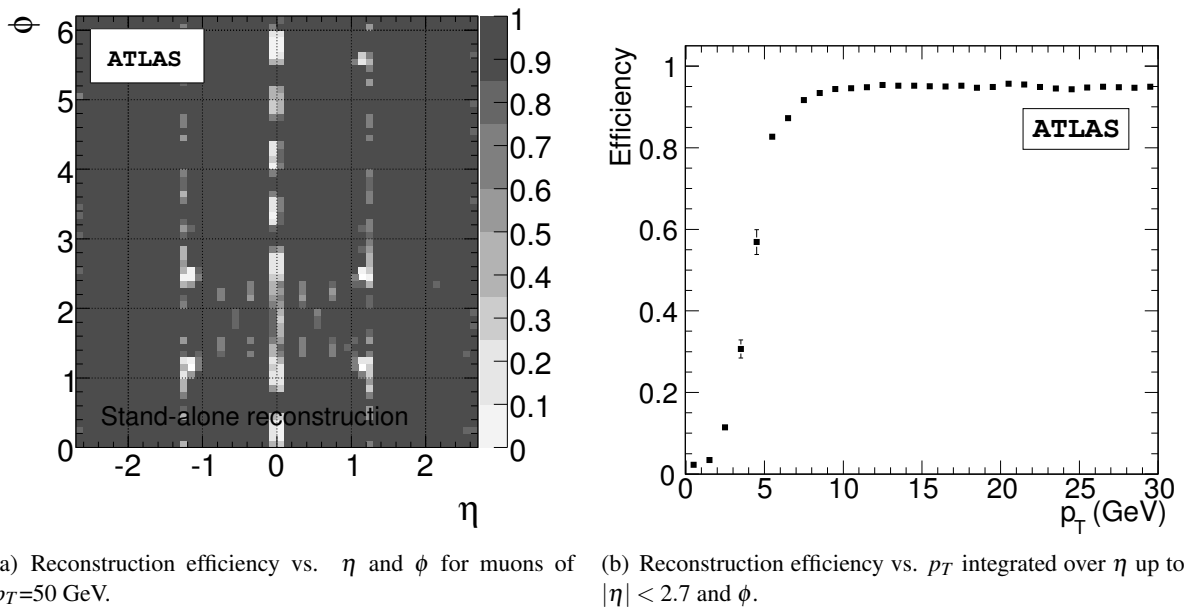 ϕ
6
5
4
3
2
1
0
ATLAS
Stand-alone reconstruction
-2 -1 0 1 2
η
1
0.9
0.8
0.7
0.6
0.5
0.4
0.3
0.2
0.1
0
Efficiency
1
0.8
0.6
0.4
0.2
0
ATLAS
0 5 10 15 20 25 30
p_T (GeV)
a) Reconstruction efficiency vs. η and ϕ for muons of
p_T=50 GeV.
(b) Reconstruction efficiency vs. p_T integrated over η up to
|η| < 2.7 and ϕ.